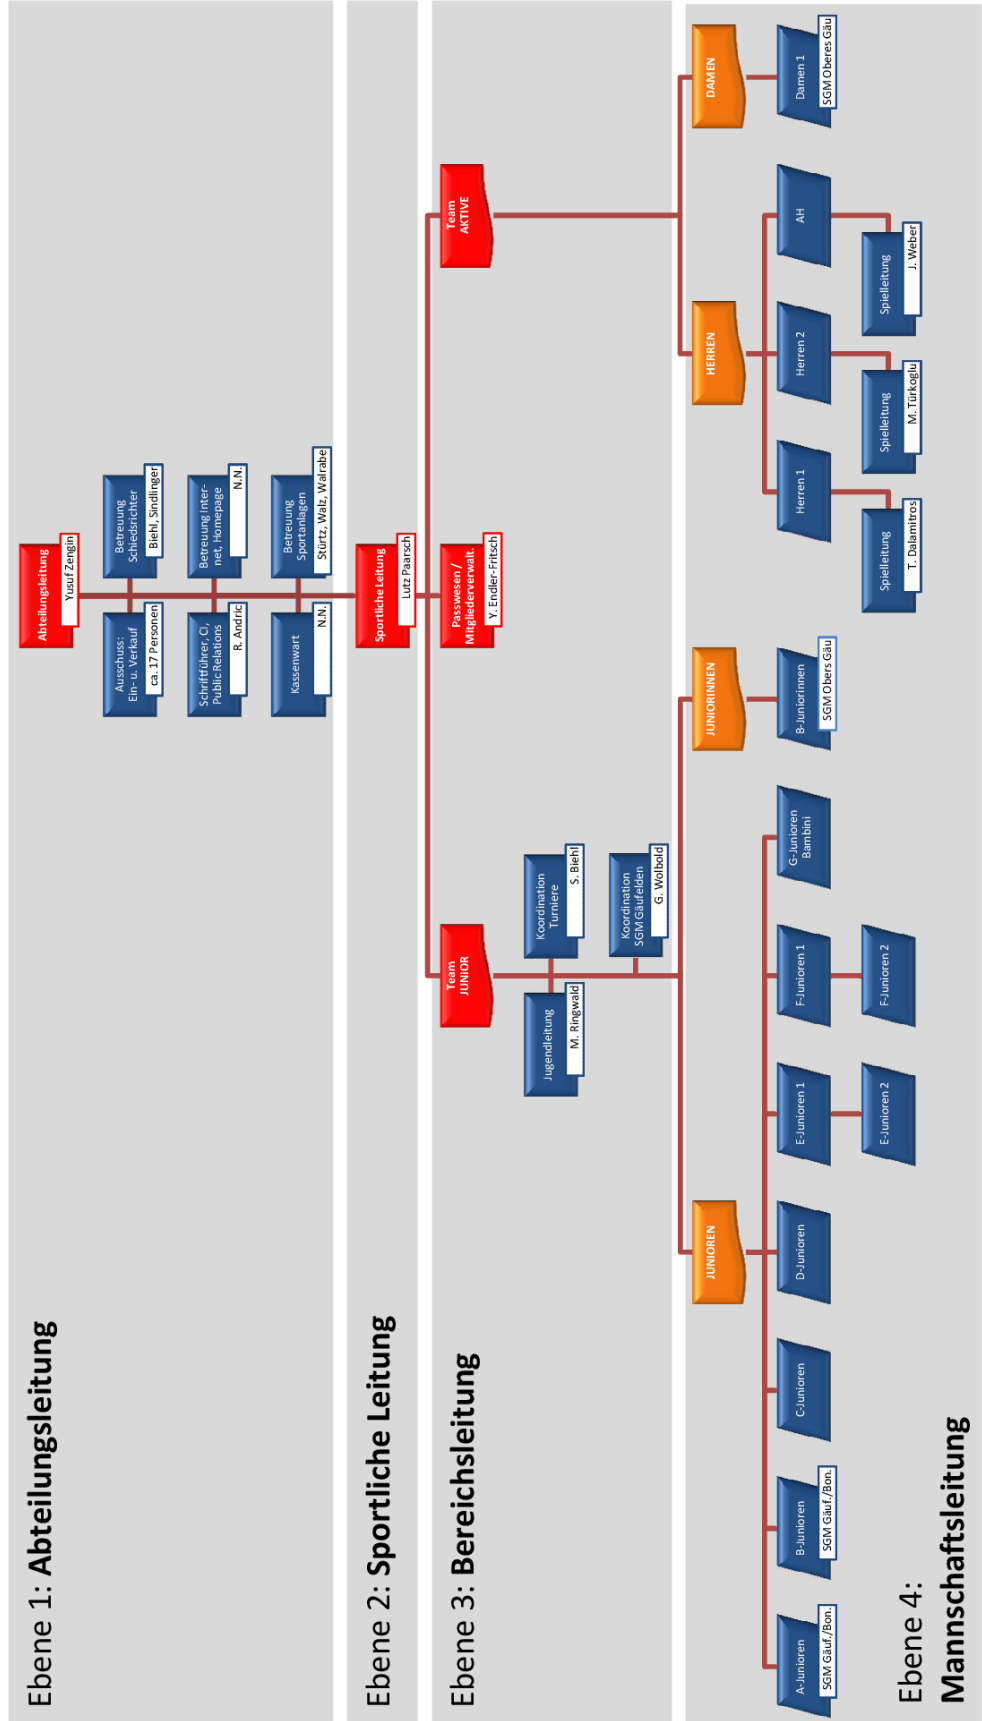 Ebene 1: Abteilungsleitung
Abteilungsleitung
Yusuf Zengin
Ausschuss:
Ein- u. Verkauf
ca. 17 Personen
Betreuung
Schiedsrichter
Biehl, Sindlinger
Schriftführer, CI,
Public Relations
R. Andric
Betreuung Inter-
net, Homepage
N.N.
Kassenwart
N.N.
Betreuung
Sportanlagen
Stürtz, Walz, Walrabe
Ebene 2: Sportliche Leitung
Sportliche Leitung
Lutz Paarsch
Ebene 3: Bereichsleitung
Team
JUNIOR
Passwesen /
Mitgliederverwalt.
Y. Endler-Fritsch
Team
AKTIVE
Jugendleitung
M. Ringwald
Koordination
Turniere
S. Biehl
Koordination
SGM Gäufelden
G. Wolbold
Ebene 4:
Mannschaftsleitung
JUNIOREN
JUNIORINNEN
HERREN
DAMEN
A-Junioren
SGM Gäuf./Bon.
B-Junioren
SGM Gäuf./Bon.
C-Junioren
D-Junioren
E-Junioren 1
F-Junioren 1
G-Junioren
Bambini
B-Juniorinnen
SGM Obers Gäu
Herren 1
Herren 2
AH
Damen 1
SGM Oberes Gäu
E-Junioren 2
F-Junioren 2
Spielleitung
T. Dalamitros
Spielleitung
M. Türkoglu
Spielleitung
J. Weber